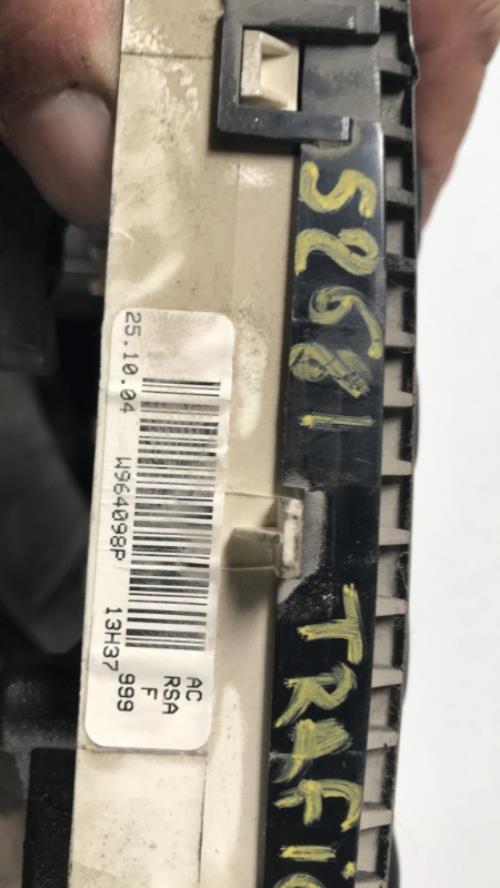 52681 TRAFIC
AC
RSA
F
999
25.10.04 W964098P 13H37